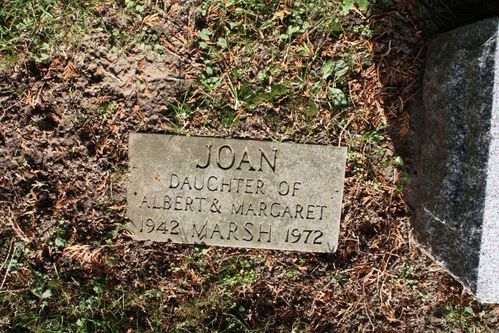 JOAN
DAUGHTER OF
ALBERT & MARGARET
1942 MARSH 1972